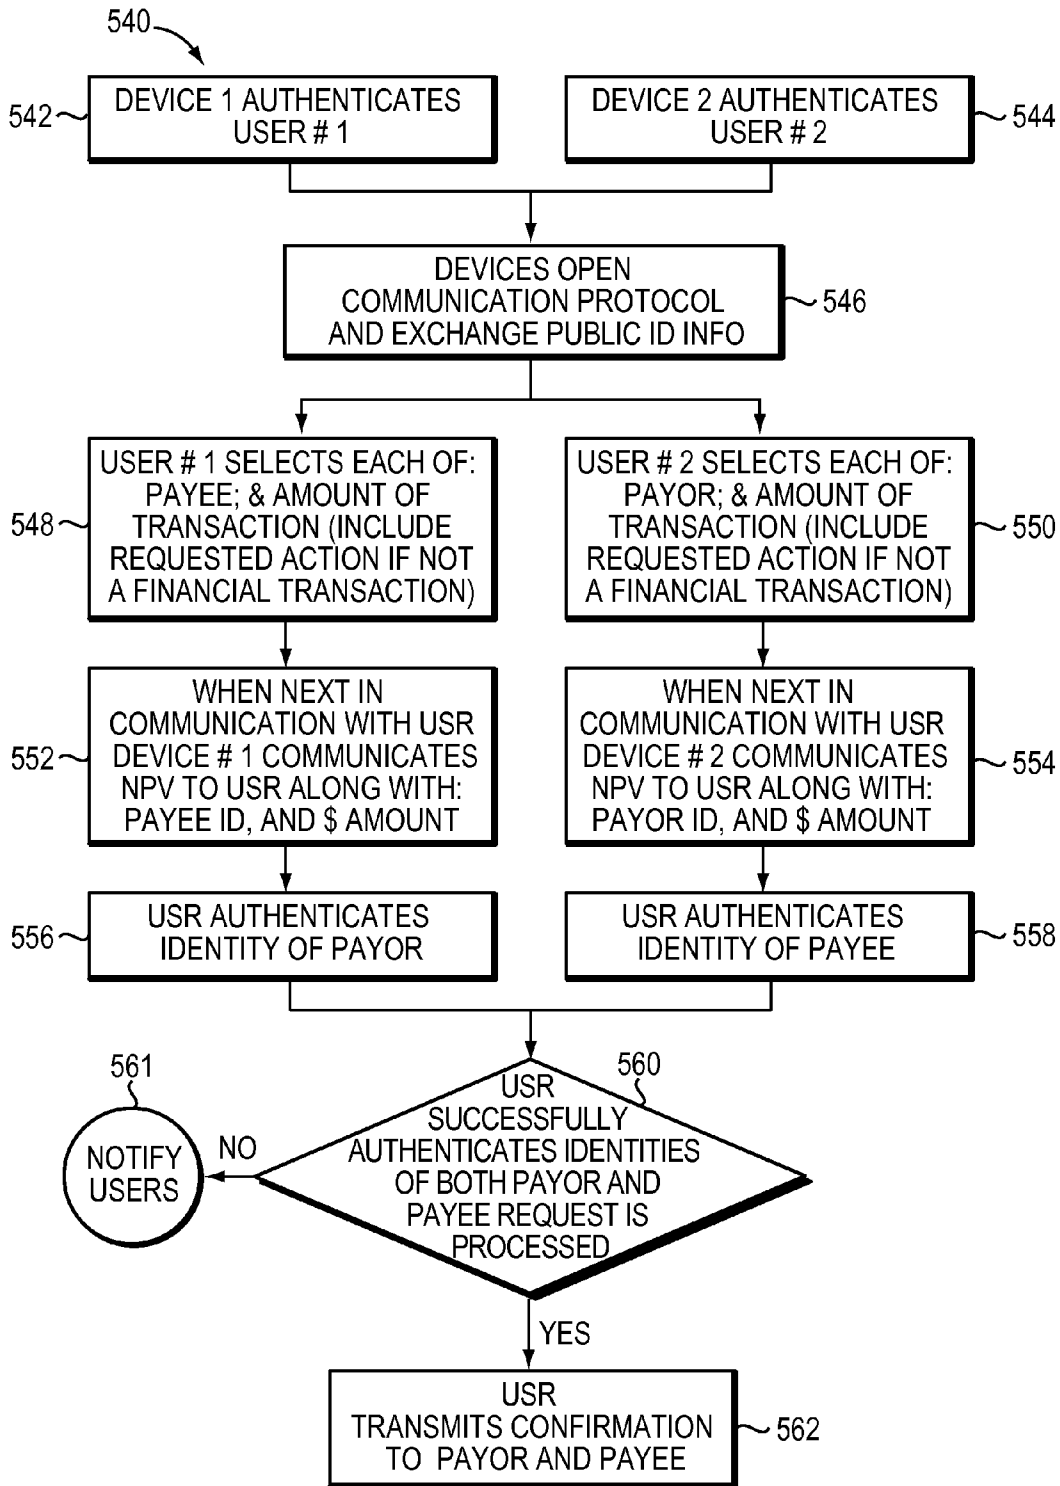 540
542
DEVICE 1 AUTHENTICATES
USER # 1
DEVICE 2 AUTHENTICATES
USER # 2
544
DEVICES OPEN
COMMUNICATION PROTOCOL
AND EXCHANGE PUBLIC ID INFO
546
548
USER # 1 SELECTS EACH OF:
PAYEE; & AMOUNT OF
TRANSACTION (INCLUDE
REQUESTED ACTION IF NOT
A FINANCIAL TRANSACTION)
USER # 2 SELECTS EACH OF:
PAYOR; & AMOUNT OF
TRANSACTION (INCLUDE
REQUESTED ACTION IF NOT
A FINANCIAL TRANSACTION)
550
552
WHEN NEXT IN
COMMUNICATION WITH USR
DEVICE # 1 COMMUNICATES
NPV TO USR ALONG WITH:
PAYEE ID, AND $ AMOUNT
WHEN NEXT IN
COMMUNICATION WITH USR
DEVICE # 2 COMMUNICATES
NPV TO USR ALONG WITH:
PAYOR ID, AND $ AMOUNT
554
556
USR AUTHENTICATES
IDENTITY OF PAYOR
USR AUTHENTICATES
IDENTITY OF PAYEE
558
560
USR
SUCCESSFULLY
AUTHENTICATES IDENTITIES
OF BOTH PAYOR AND
PAYEE REQUEST IS
PROCESSED
NO
561
NOTIFY
USERS
YES
USR
TRANSMITS CONFIRMATION
TO PAYOR AND PAYEE
562